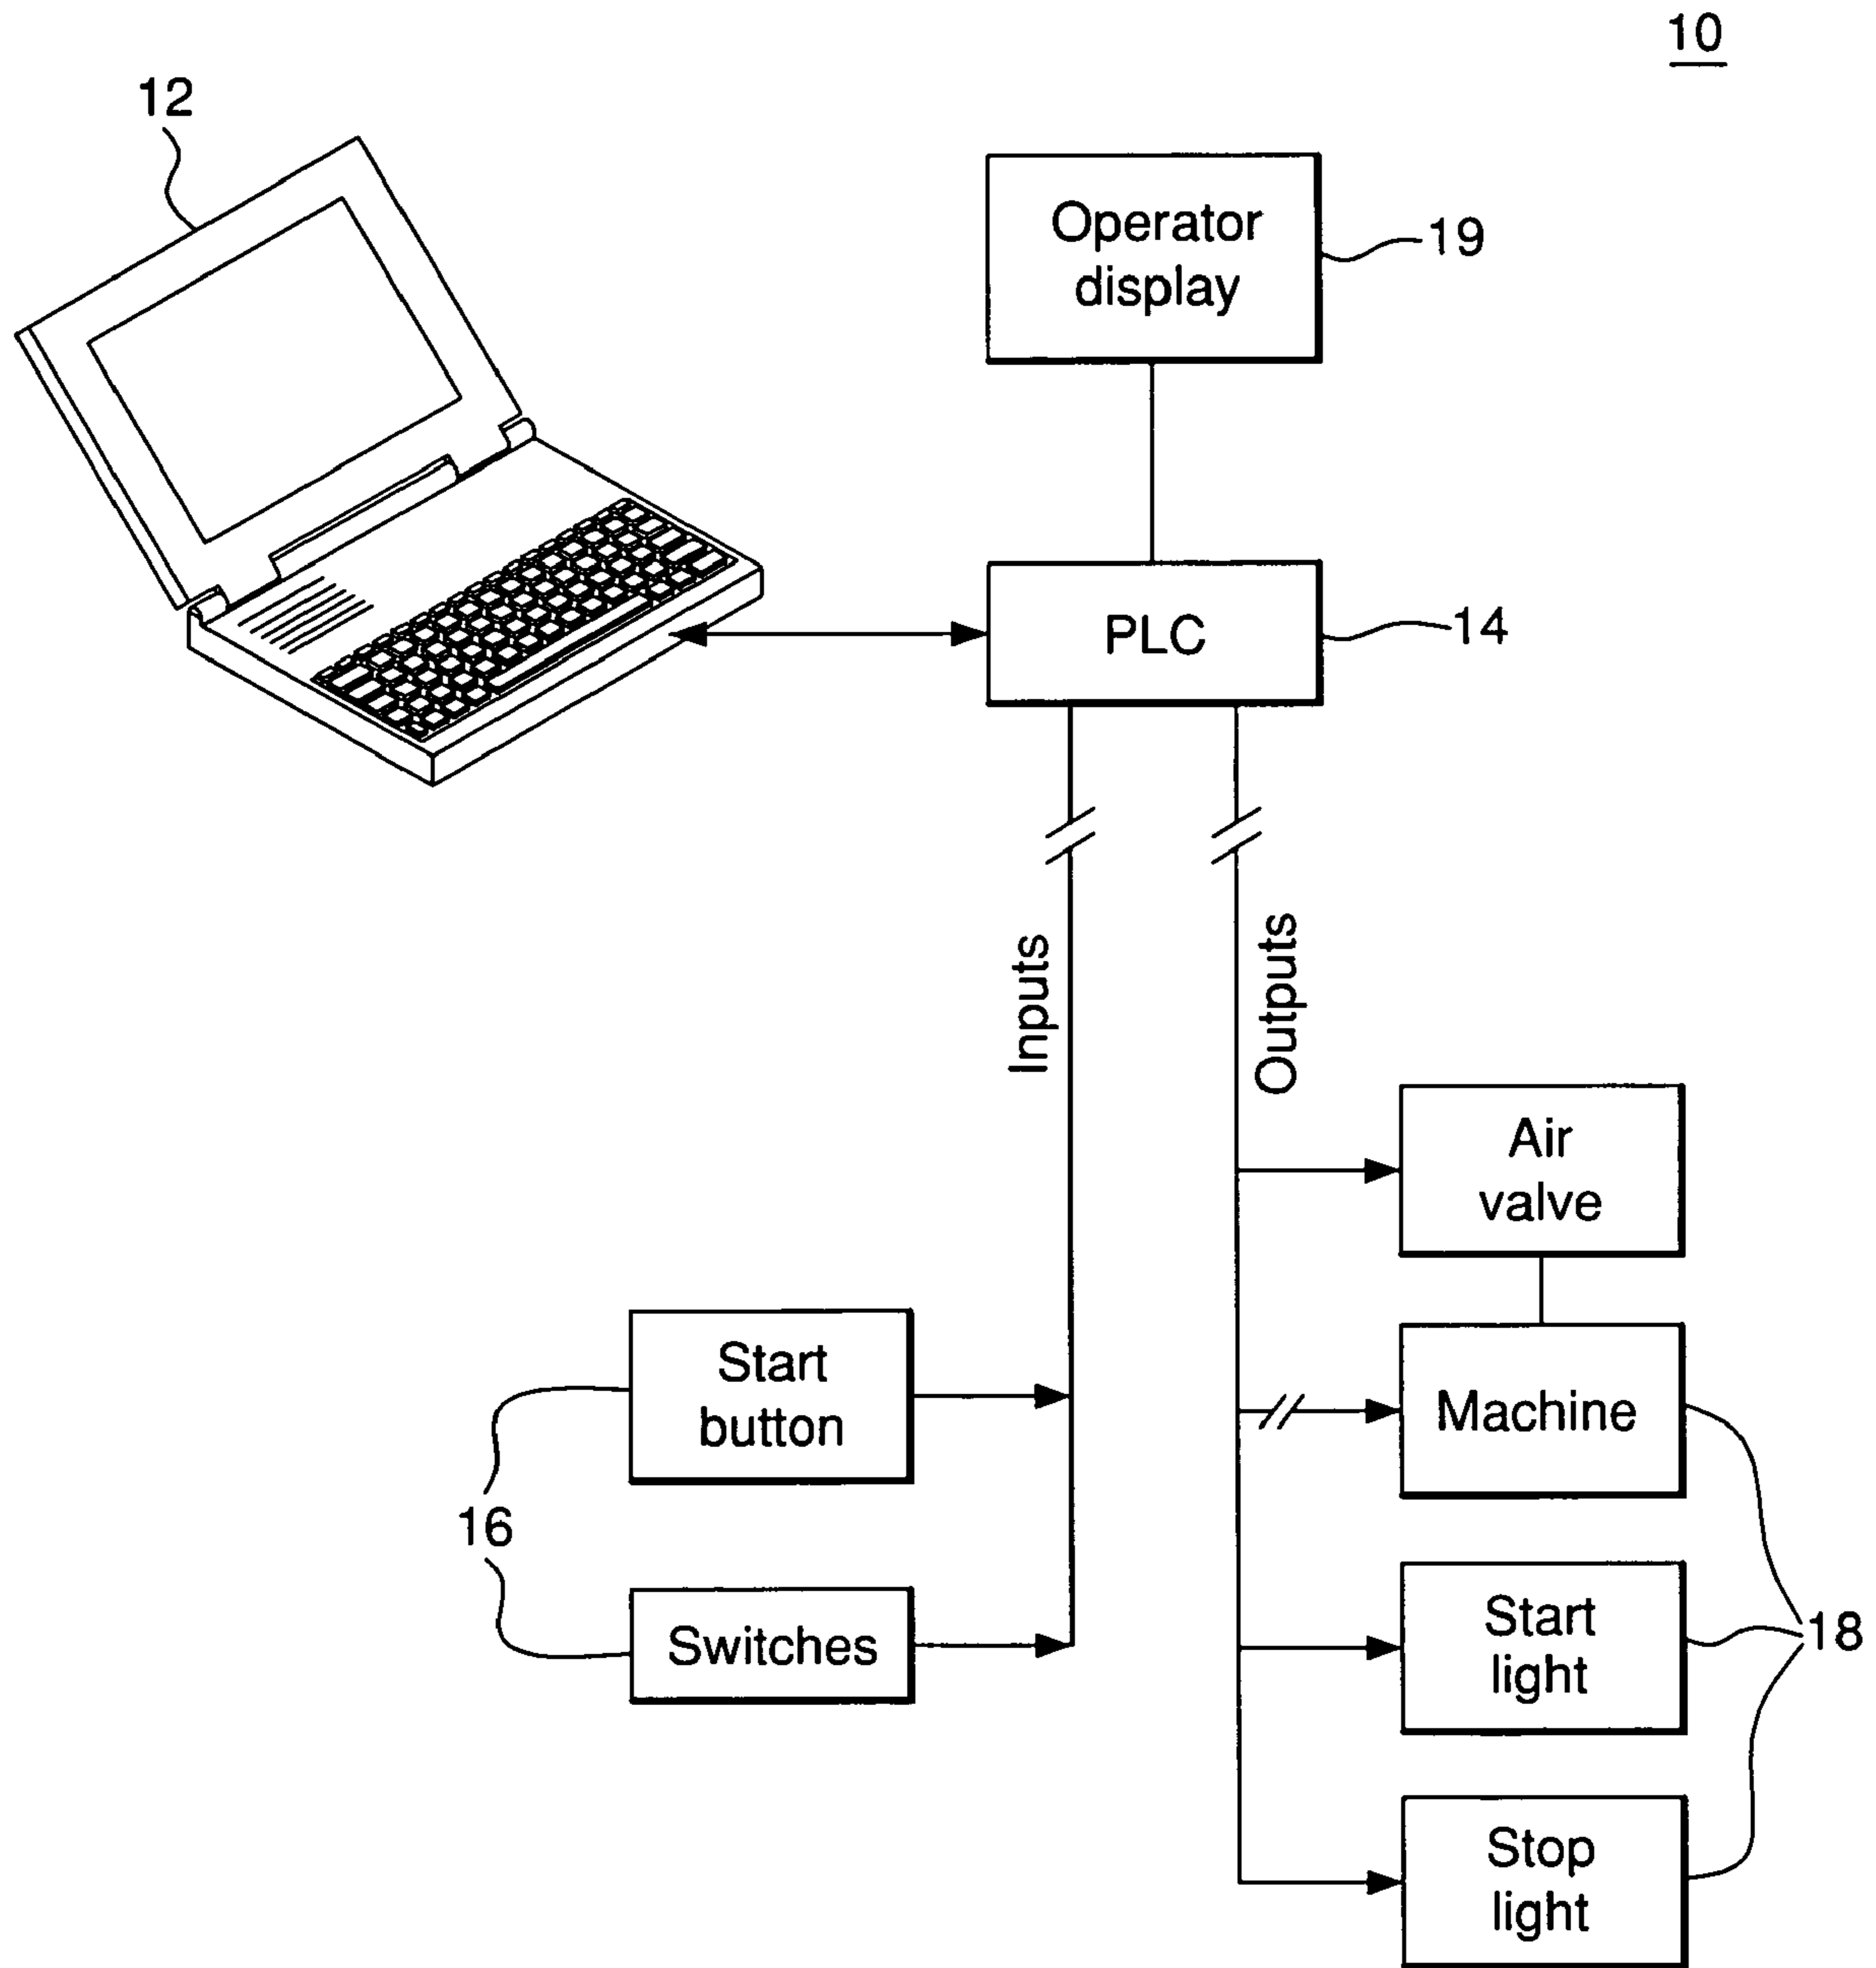 10
12
Operator
display
19
PLC
14
Inputs
Outputs
Air
valve
Start
button
Machine
16
Switches
Start
light
18
Stop
light